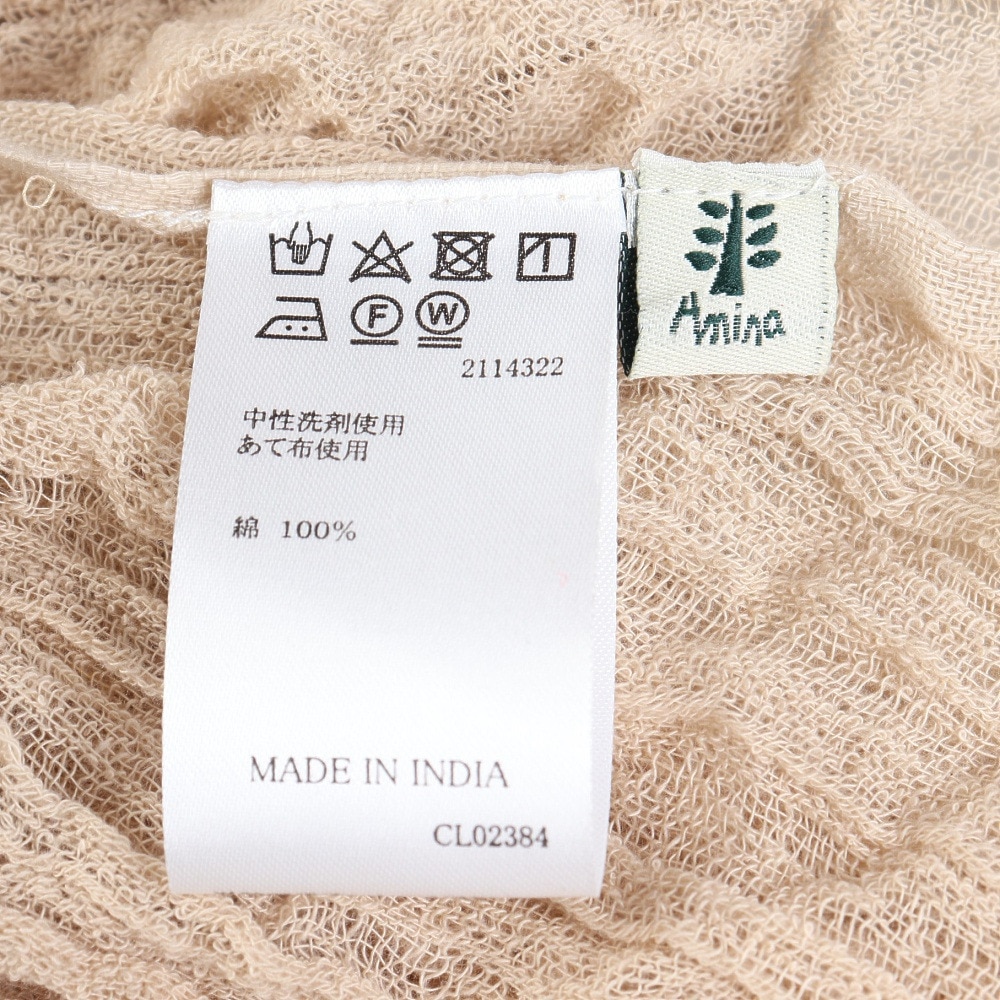 F W
2114322
中性洗剤使用
あて布使用
綿 100%
MADE IN INDIA
CL02384
Amina